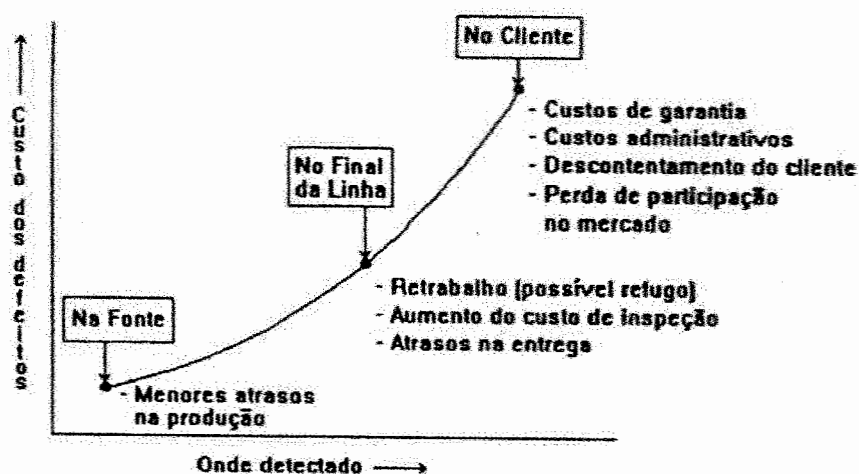 No Cliente
- Custos de garantia
- Custos administrativos
- Descontentamento do cliente
- Perda de participação
no mercado
No Final
da Linha
- Retrabalho (possível refugo)
- Aumento do custo de inspeção
- Atrasos na entrega
Na Fonte
- Menores atrasos
na produção
Custo dos defeitos
Onde detectado